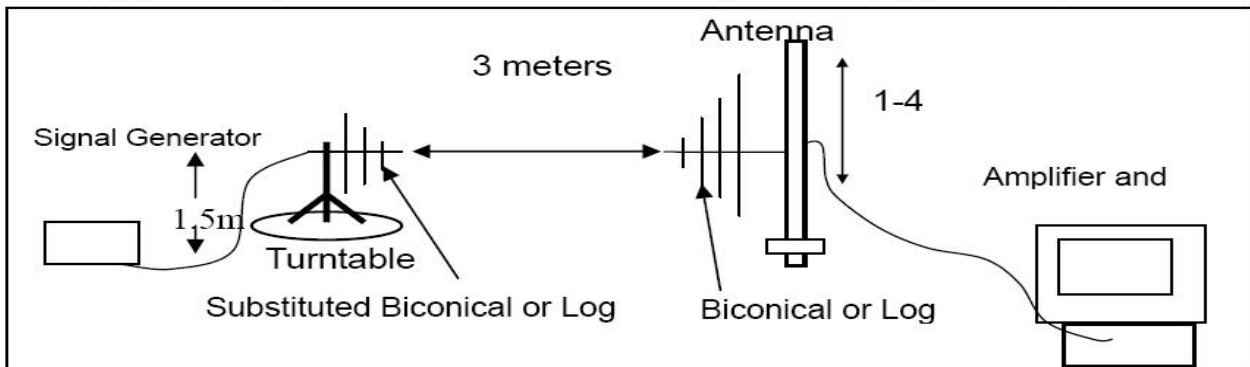 Antenna
3 meters
1-4
Signal Generator
Amplifier and
1.5m
Turntable
Substituted Biconical or Log
Biconical or Log